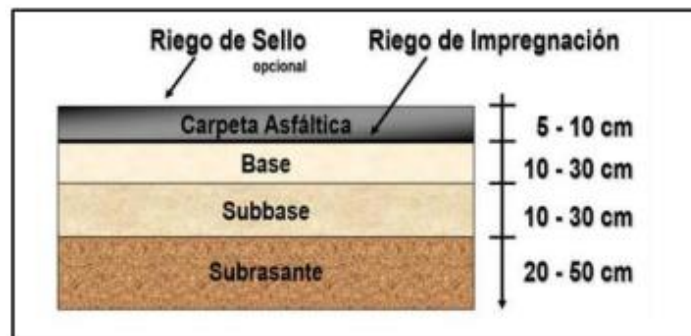 Riego de Sello
opcional
Riego de Impregnación
Carpeta Asfáltica
5 - 10 cm
Base
10 - 30 cm
Subbase
10 - 30 cm
Subrasante
20 - 50 cm